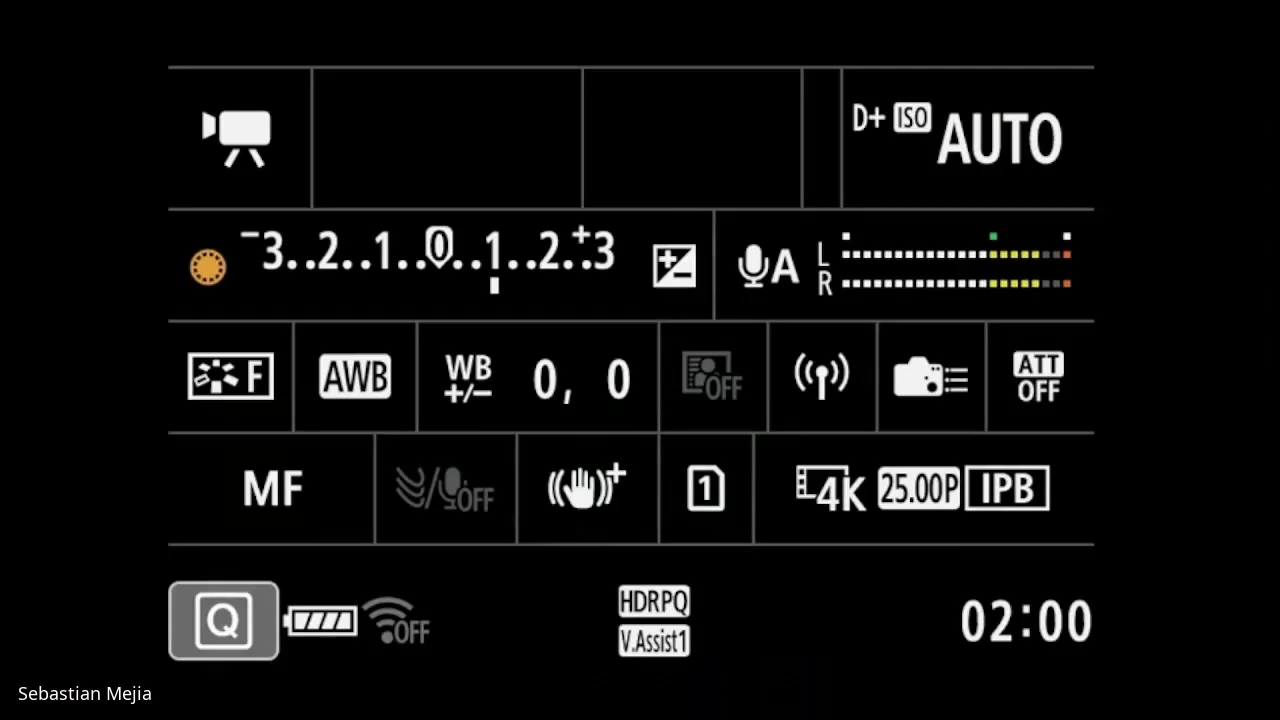 D+ ISO AUTO
−3..2..1..0..1..2..+3
A L
R
F AWB WB +/− 0, 0 OFF ATT OFF
MF OFF 1 4K 25.00P IPB
Q OFF HDRPQ 02:00
V.Assist1
Sebastian Mejia